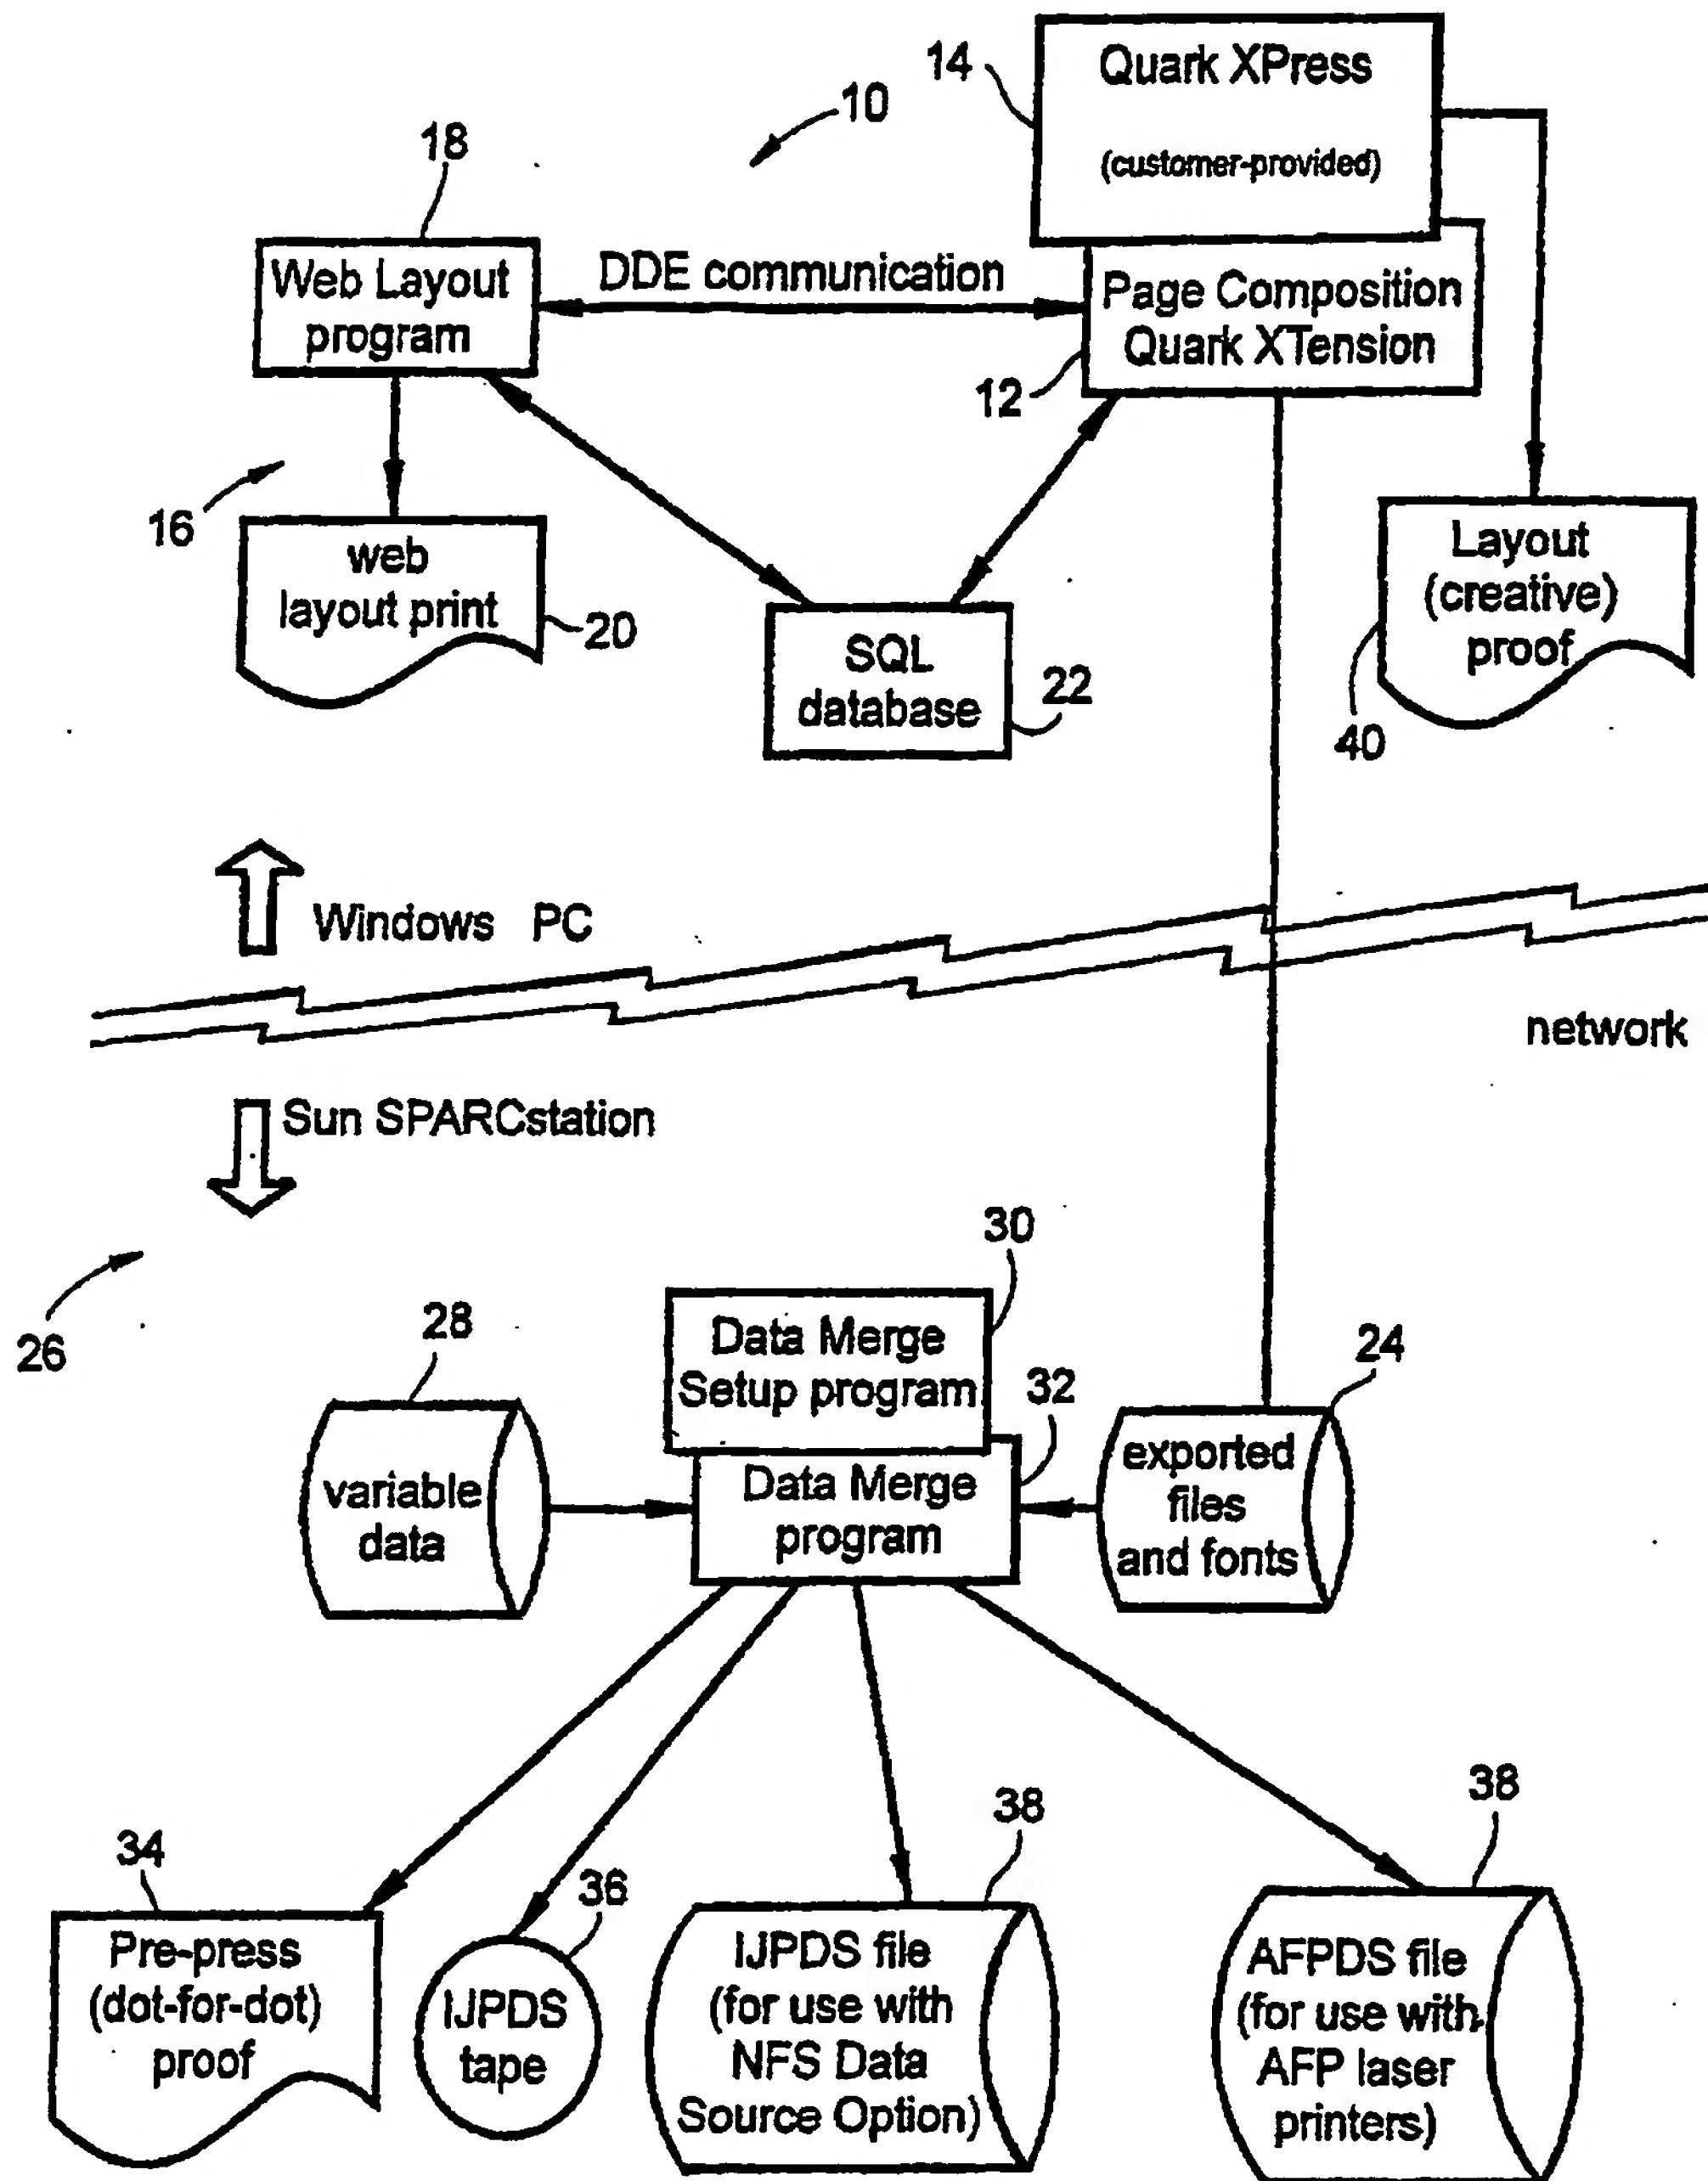 14
Quark XPress
(customer-provided)
10
18
Web Layout
program
DDE communication
Page Composition
Quark XTension
12
16
web
layout print
20
SQL
database
22
Layout
(creative)
proof
40
Windows PC
network
Sun SPARCstation
26
30
Data Merge
Setup program
28
variable
data
32
Data Merge
program
24
exported
files
and fonts
34
Pre-press
(dot-for-dot)
proof
36
IJPDS
tape
38
IJPDS file
(for use with
NFS Data
Source Option)
38
AFPDS file
(for use with
AFP laser
printers)